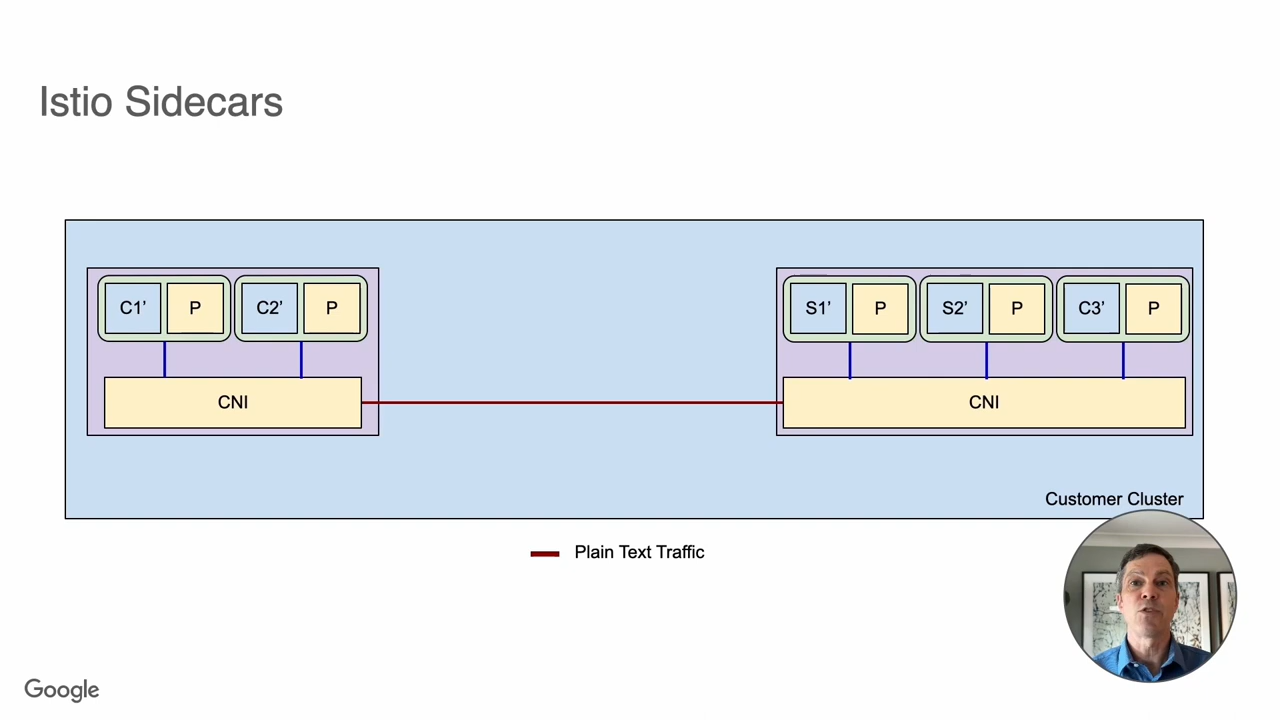 Istio Sidecars
C1’ P C2’ P S1’ P S2’ P C3’ P
CNI CNI
Customer Cluster
Plain Text Traffic
Google